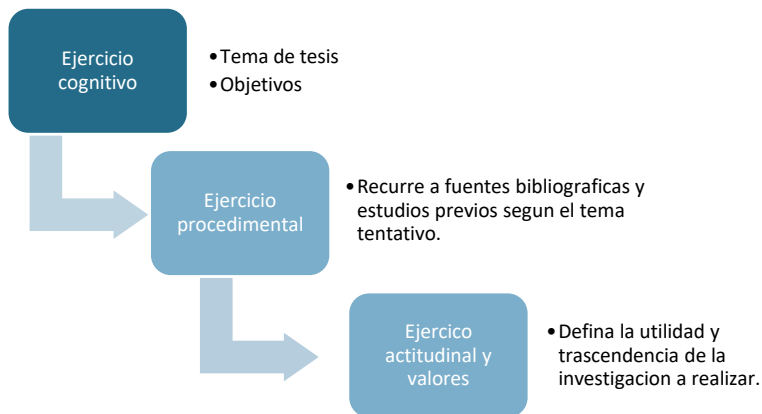 Ejercicio
cognitivo
•Tema de tesis
•Objetivos
Ejercicio
procedimental
•Recurre a fuentes bibliograficas y
estudios previos segun el tema
tentativo.
Ejercico
actitudinal y
valores
•Defina la utilidad y
trascendencia de la
investigacion a realizar.